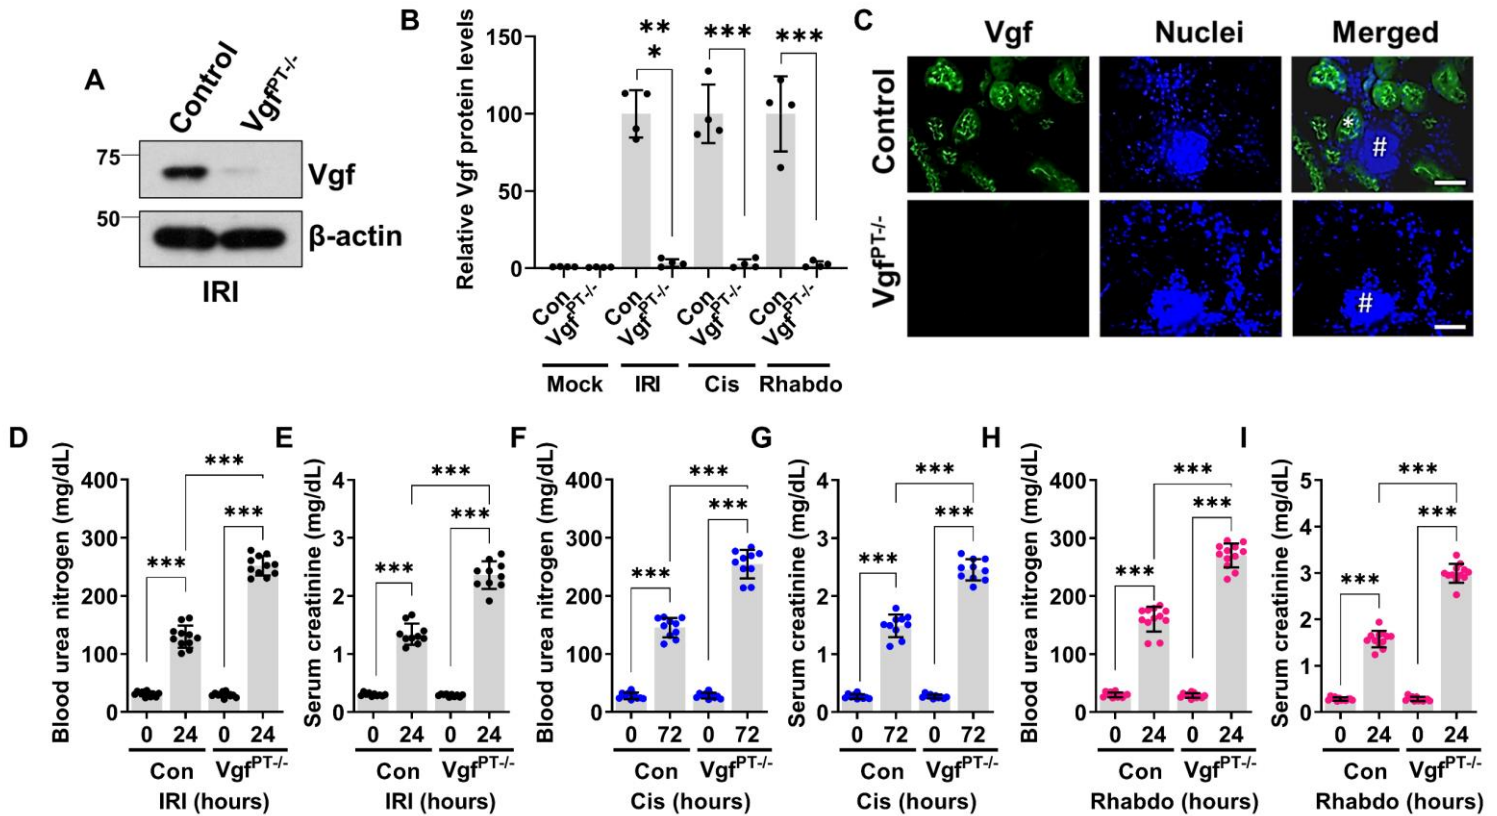 A
Control
Vgf^PT-/-
75
Vgf
50
β-actin
IRI
B
Relative Vgf protein levels
150
100
50
0
**
*
***
***
Con
Vgf^PT-/-
Con
Vgf^PT-/-
Con
Vgf^PT-/-
Con
Vgf^PT-/-
Mock
IRI
Cis
Rhabdo
C
Vgf
Nuclei
Merged
Control
*
#
Vgf^PT-/-
#
D
Blood urea nitrogen (mg/dL)
400
300
200
100
0
***
***
***
0 24 0 24
Con Vgf^PT-/-
IRI (hours)
E
Serum creatinine (mg/dL)
4
3
2
1
0
***
***
***
0 24 0 24
Con Vgf^PT-/-
IRI (hours)
F
Blood urea nitrogen (mg/dL)
400
300
200
100
0
***
***
***
0 72 0 72
Con Vgf^PT-/-
Cis (hours)
G
Serum creatinine (mg/dL)
4
3
2
1
0
***
***
***
0 72 0 72
Con Vgf^PT-/-
Cis (hours)
H
Blood urea nitrogen (mg/dL)
400
300
200
100
0
***
***
***
0 24 0 24
Con Vgf^PT-/-
Rhabdo (hours)
I
Serum creatinine (mg/dL)
5
4
3
2
1
0
***
***
***
0 24 0 24
Con Vgf^PT-/-
Rhabdo (hours)